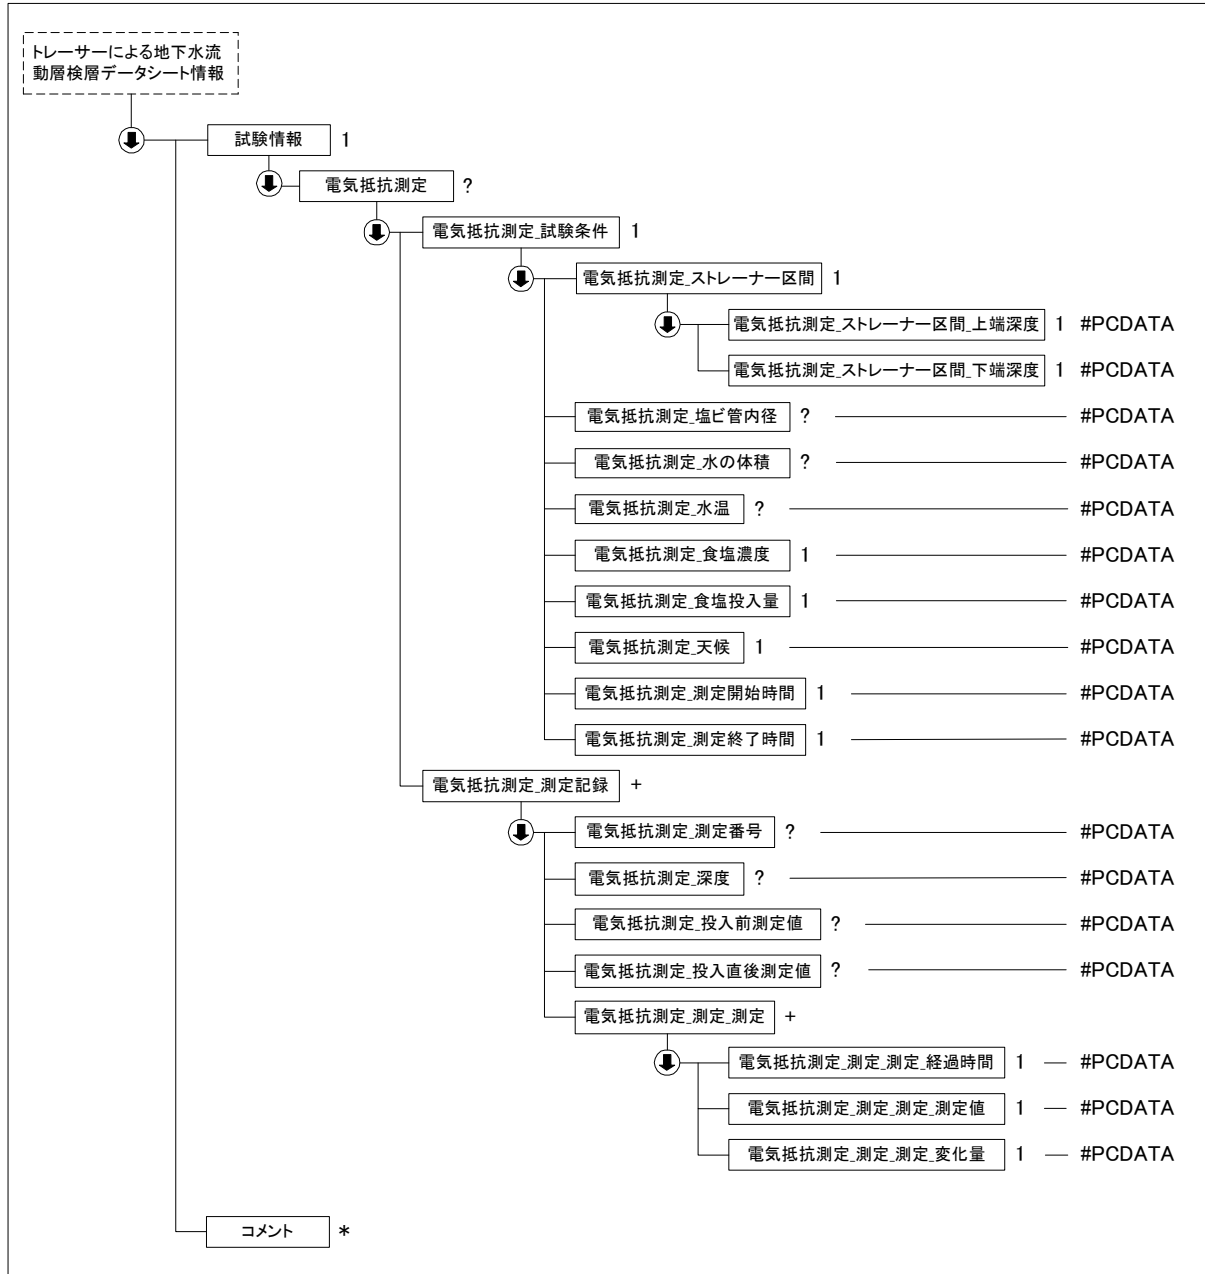 トレーサーによる地下水流
動層検層データシート情報
試験情報 1
電気抵抗測定 ?
電気抵抗測定_試験条件 1
電気抵抗測定_ストレーナー区間 1
電気抵抗測定_ストレーナー区間_上端深度 1 #PCDATA
電気抵抗測定_ストレーナー区間_下端深度 1 #PCDATA
電気抵抗測定_塩ビ管内径 ? #PCDATA
電気抵抗測定_水の体積 ? #PCDATA
電気抵抗測定_水温 ? #PCDATA
電気抵抗測定_食塩濃度 1 #PCDATA
電気抵抗測定_食塩投入量 1 #PCDATA
電気抵抗測定_天候 1 #PCDATA
電気抵抗測定_測定開始時間 1 #PCDATA
電気抵抗測定_測定終了時間 1 #PCDATA
電気抵抗測定_測定記録 +
電気抵抗測定_測定番号 ? #PCDATA
電気抵抗測定_深度 ? #PCDATA
電気抵抗測定_投入前測定値 ? #PCDATA
電気抵抗測定_投入直後測定値 ? #PCDATA
電気抵抗測定_測定_測定 +
電気抵抗測定_測定_測定_経過時間 1 #PCDATA
電気抵抗測定_測定_測定_測定値 1 #PCDATA
電気抵抗測定_測定_測定_変化量 1 #PCDATA
コメント *